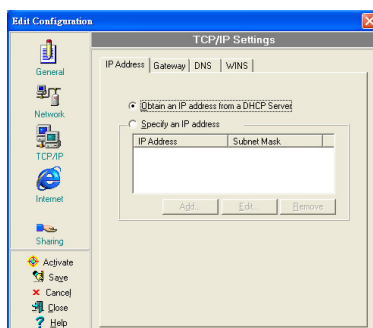 Edit Configuration
TCP/IP Settings
General
Network
TCP/IP
Internet
Sharing
Activate
Save
Cancel
Close
Help
IP Address
Gateway
DNS
WINS
Obtain an IP address from a DHCP Server
Specify an IP address
IP Address
Subnet Mask
Add...
Edit...
Remove